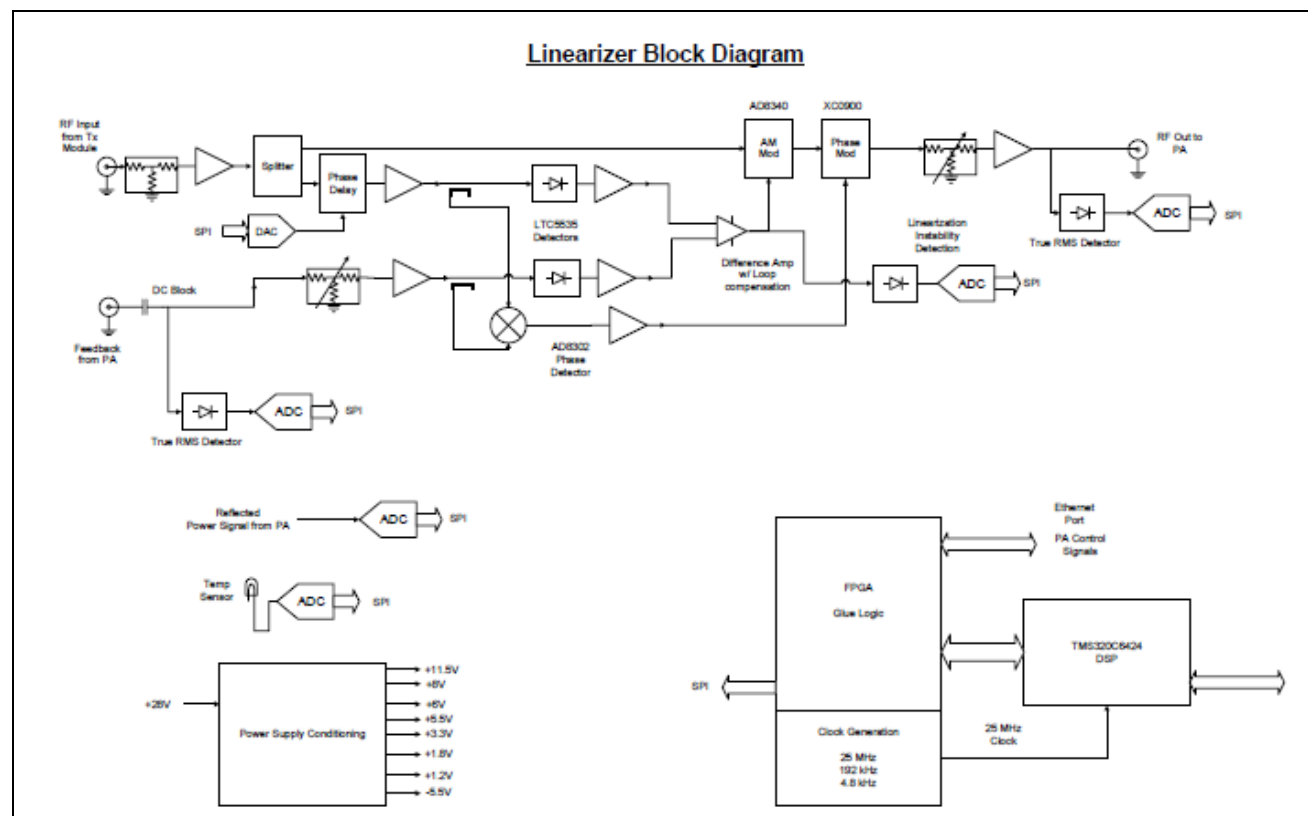 Linearizer Block Diagram
AD8340
XC0900
RF Input
from Tx
Module
Splitter
Phase
Delay
AM
Mod
Phase
Mod
RF Out to
PA
SPI
DAC
LTC5535
Detectors
Linearization
Instability
Detection
ADC
SPI
True RMS Detector
DC Block
Difference Amp
w/ Loop
compensation
ADC
SPI
Feedback
from PA
AD8302
Phase
Detector
ADC
SPI
True RMS Detector
Reflected
Power Signal from PA
ADC
SPI
Temp
Sensor
ADC
SPI
Ethernet
Port
PA Control
Signals
FPGA
Glue Logic
TMS320C6424
DSP
SPI
+28V
Power Supply Conditioning
+11.5V
+8V
+6V
+5.5V
+3.3V
+1.8V
+1.2V
-5.5V
Clock Generation
25 MHz
192 kHz
4.8 kHz
25 MHz
Clock